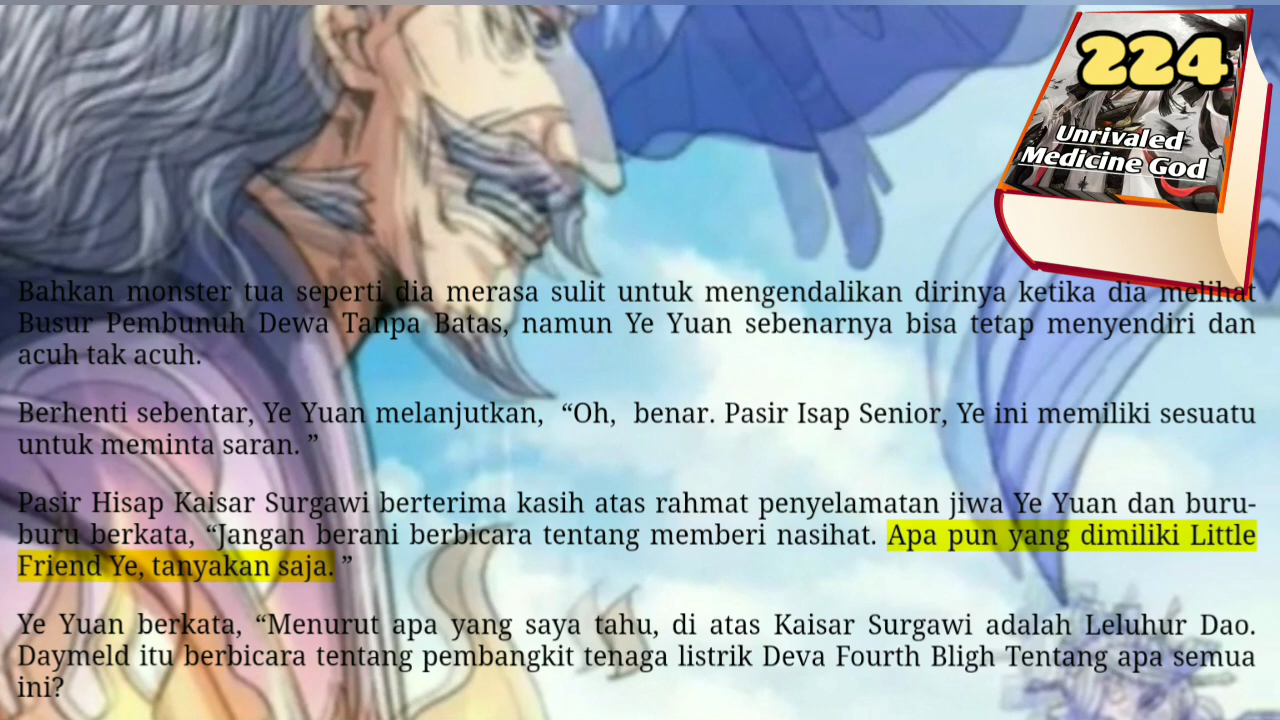 224
Unrivaled
Medicine God
Bahkan monster tua seperti dia merasa sulit untuk mengendalikan dirinya ketika dia melihat
Busur Pembunuh Dewa Tanpa Batas, namun Ye Yuan sebenarnya bisa tetap menyendiri dan
acuh tak acuh.
Berhenti sebentar, Ye Yuan melanjutkan, “Oh, benar. Pasir Isap Senior, Ye ini memiliki sesuatu
untuk meminta saran. ”
Pasir Hisap Kaisar Surgawi berterima kasih atas rahmat penyelamatan jiwa Ye Yuan dan buru-
buru berkata, “Jangan berani berbicara tentang memberi nasihat. Apa pun yang dimiliki Little
Friend Ye, tanyakan saja. ”
Ye Yuan berkata, “Menurut apa yang saya tahu, di atas Kaisar Surgawi adalah Leluhur Dao.
Daymeld itu berbicara tentang pembangkit tenaga listrik Deva Fourth Bligh Tentang apa semua
ini?